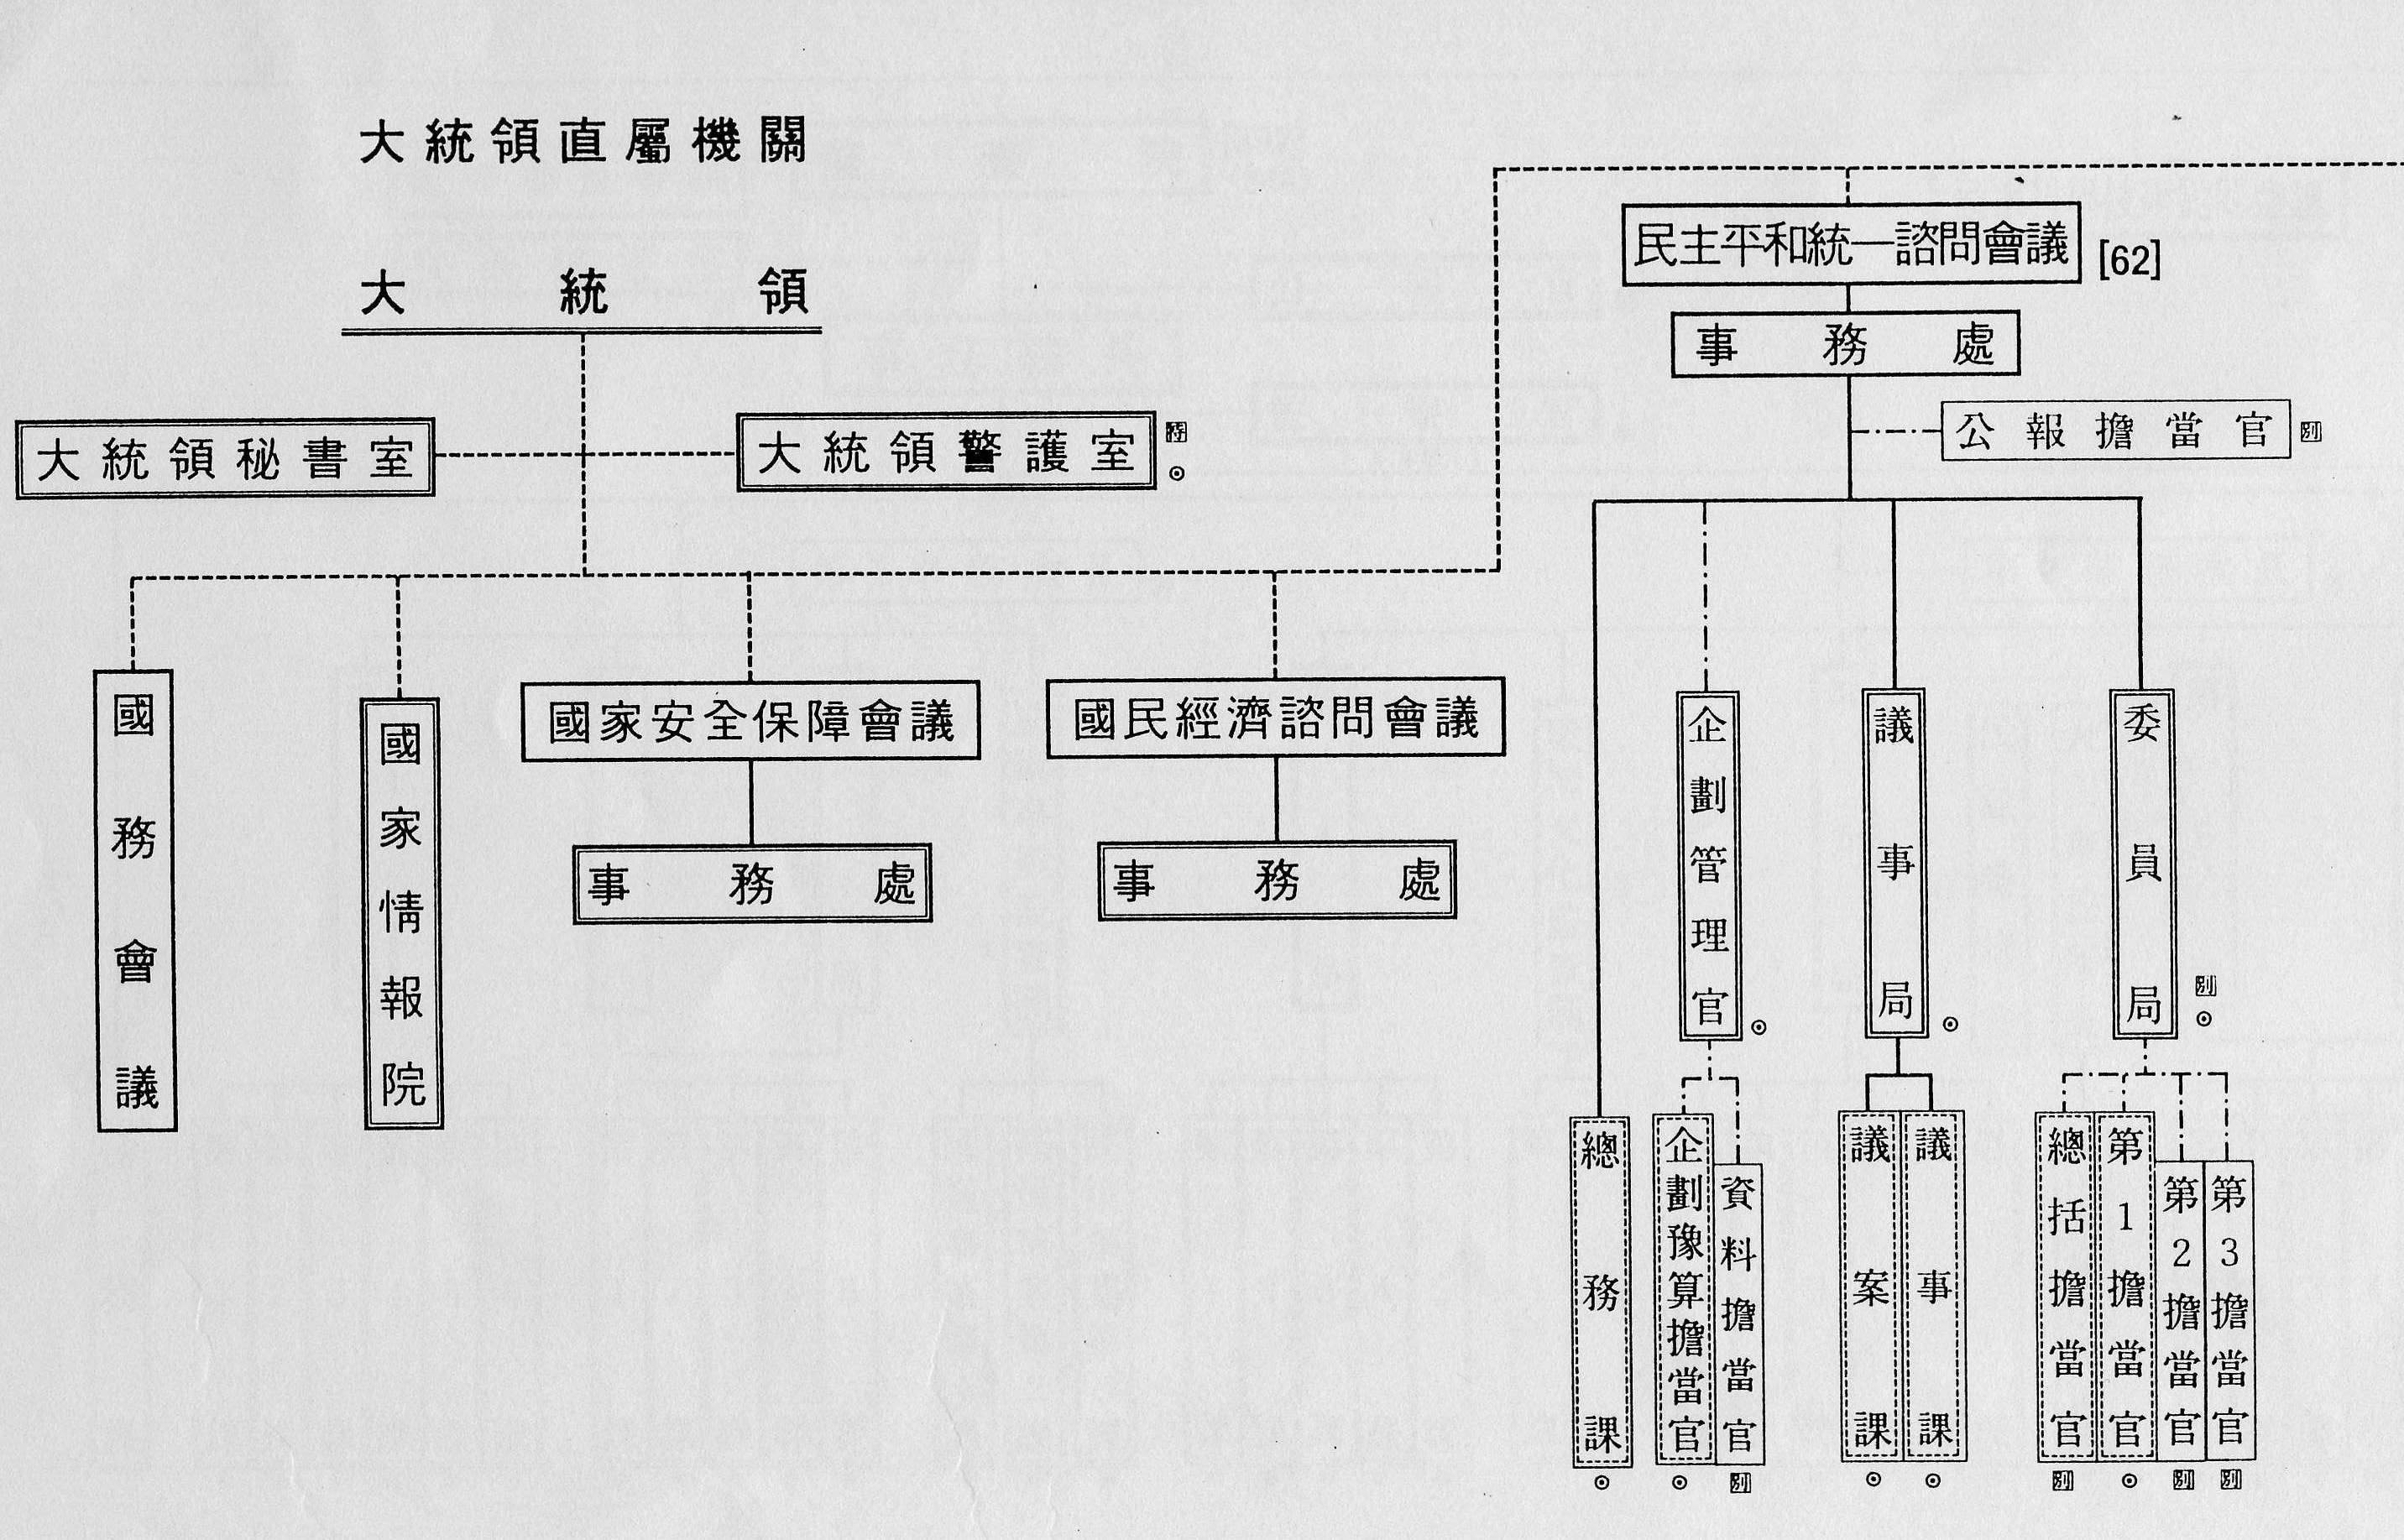 大統領直屬機關
大統領
大統領秘書室
大統領警護室
特
⊙
國務會議
國家情報院
國家安全保障會議
事務處
國民經濟諮問會議
事務處
民主平和統一諮問會議
[62]
事務處
公報擔當官
別
企劃管理官
⊙
議事局
⊙
委員局
別
⊙
總務課
⊙
企劃豫算擔當官
⊙
資料擔當官
別
議案課
⊙
議事課
⊙
總括擔當官
別
第1擔當官
⊙
第2擔當官
別
第3擔當官
別